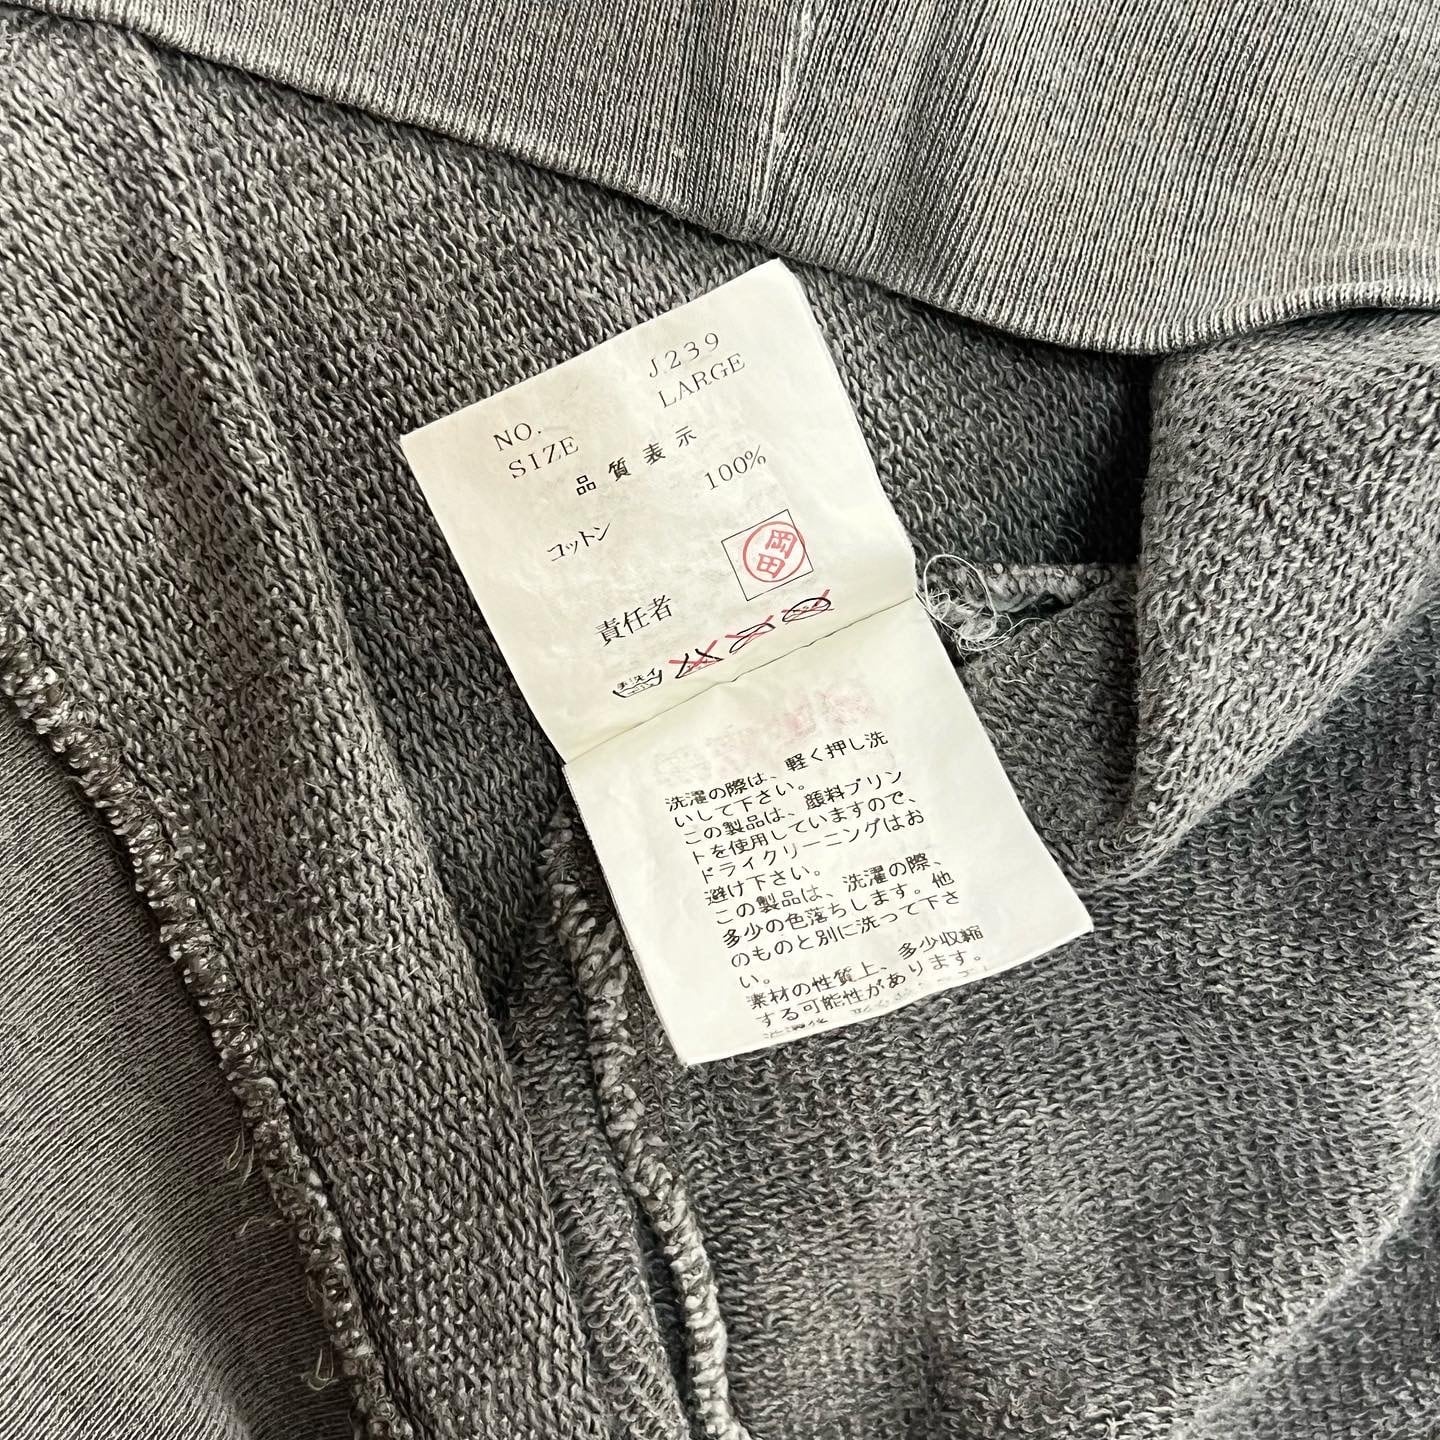 NO. J239
SIZE LARGE
品質表示
コットン 100%
責任者 岡田
手洗イ
洗濯の際は、軽く押し洗
いして下さい。
この製品は、顔料プリン
トを使用していますので、
ドライクリーニングはお
避け下さい。
この製品は、洗濯の際、
多少の色落ちします。他
のものと別に洗って下さ
い。
素材の性質上、多少収縮
する可能性があります。